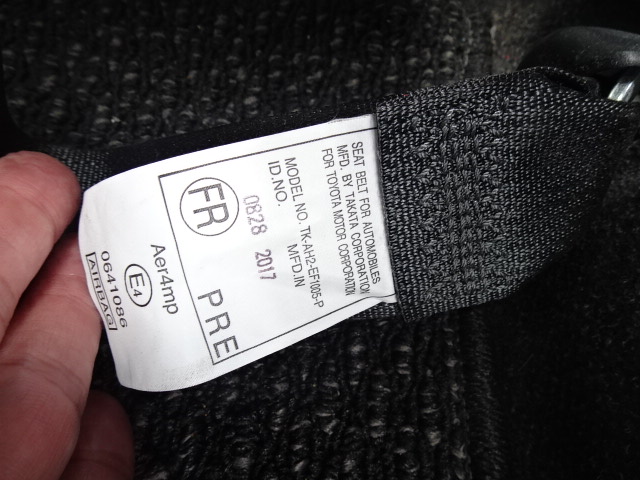 SEAT BELT FOR AUTOMOBILES
MFD. BY TAKATA CORPORATION
FOR TOYOTA MOTOR CORPORATION
MODEL NO. TK-AH2-EF1005-P
ID.NO. MFD.IN
0828 2017
FR PRE
Aer4mp
E4
0641086
AIRBAG